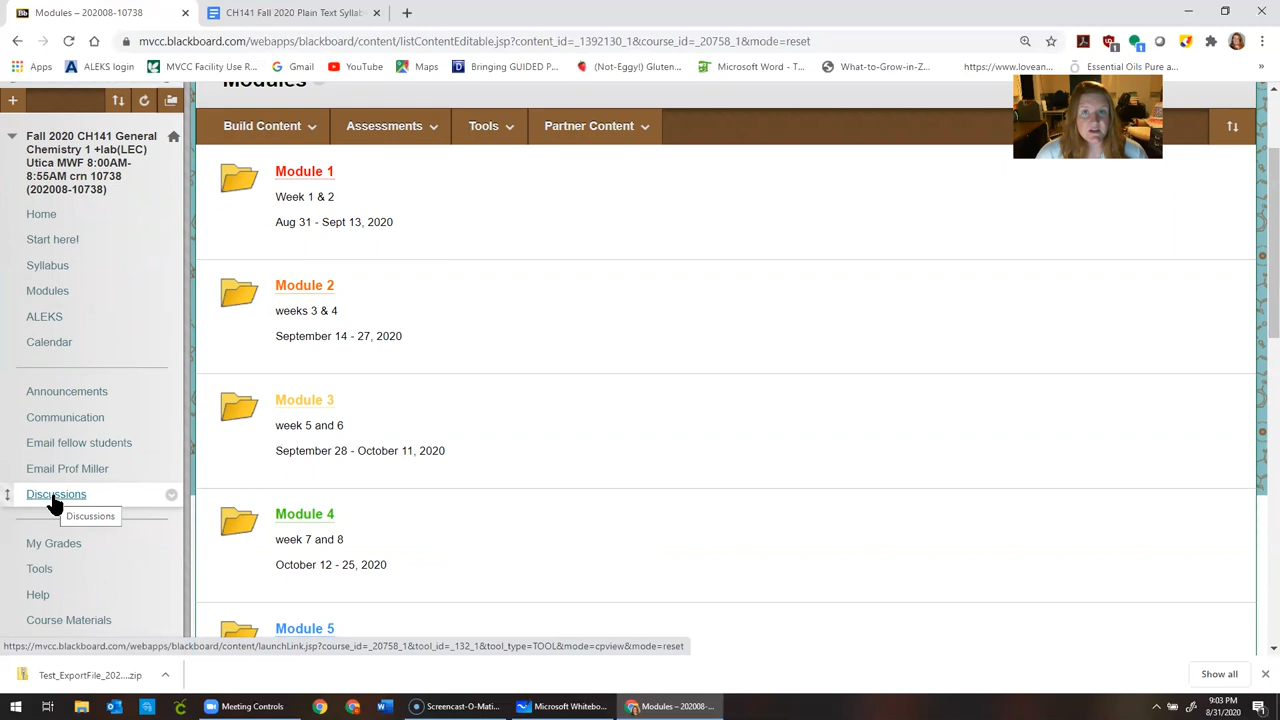 Modules – 202008-10738
CH141 Fall 2020 Plain Text Syllab
mvcc.blackboard.com/webapps/blackboard/content/listContentEditable.jsp?content_id=_1392130_1&course_id=_20758_1&mode=reset
Apps
ALEKS login
MVCC Facility Use R...
Gmail
YouTube
Maps
Bringing GUIDED P...
(Not-Eggy!) Gluten...
Microsoft Word - T...
What-to-Grow-in-Z...
https://www.lovean...
Essential Oils Pure a...
Modules
Build Content
Assessments
Tools
Partner Content
Fall 2020 CH141 General
Chemistry 1 +lab(LEC)
Utica MWF 8:00AM-
8:55AM crn 10738
(202008-10738)
Home
Start here!
Syllabus
Modules
ALEKS
Calendar
Announcements
Communication
Email fellow students
Email Prof Miller
Discussions
Discussions
My Grades
Tools
Help
Course Materials
Module 1
Week 1 & 2
Aug 31 - Sept 13, 2020
Module 2
weeks 3 & 4
September 14 - 27, 2020
Module 3
week 5 and 6
September 28 - October 11, 2020
Module 4
week 7 and 8
October 12 - 25, 2020
Module 5
https://mvcc.blackboard.com/webapps/blackboard/content/launchLink.jsp?course_id=_20758_1&tool_id=_132_1&tool_type=TOOL&mode=cpview&mode=reset
Test_ExportFile_202....zip
Show all
Meeting Controls
Screencast-O-Mati...
Microsoft Whitebo...
Modules – 202008-...
9:03 PM
8/31/2020